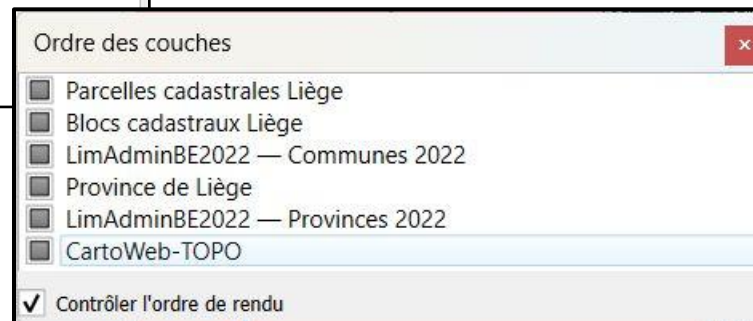 Ordre des couches
Parcelles cadastrales Liège
Blocs cadastraux Liège
LimAdminBE2022 — Communes 2022
Province de Liège
LimAdminBE2022 — Provinces 2022
CartoWeb-TOPO
Contrôler l'ordre de rendu